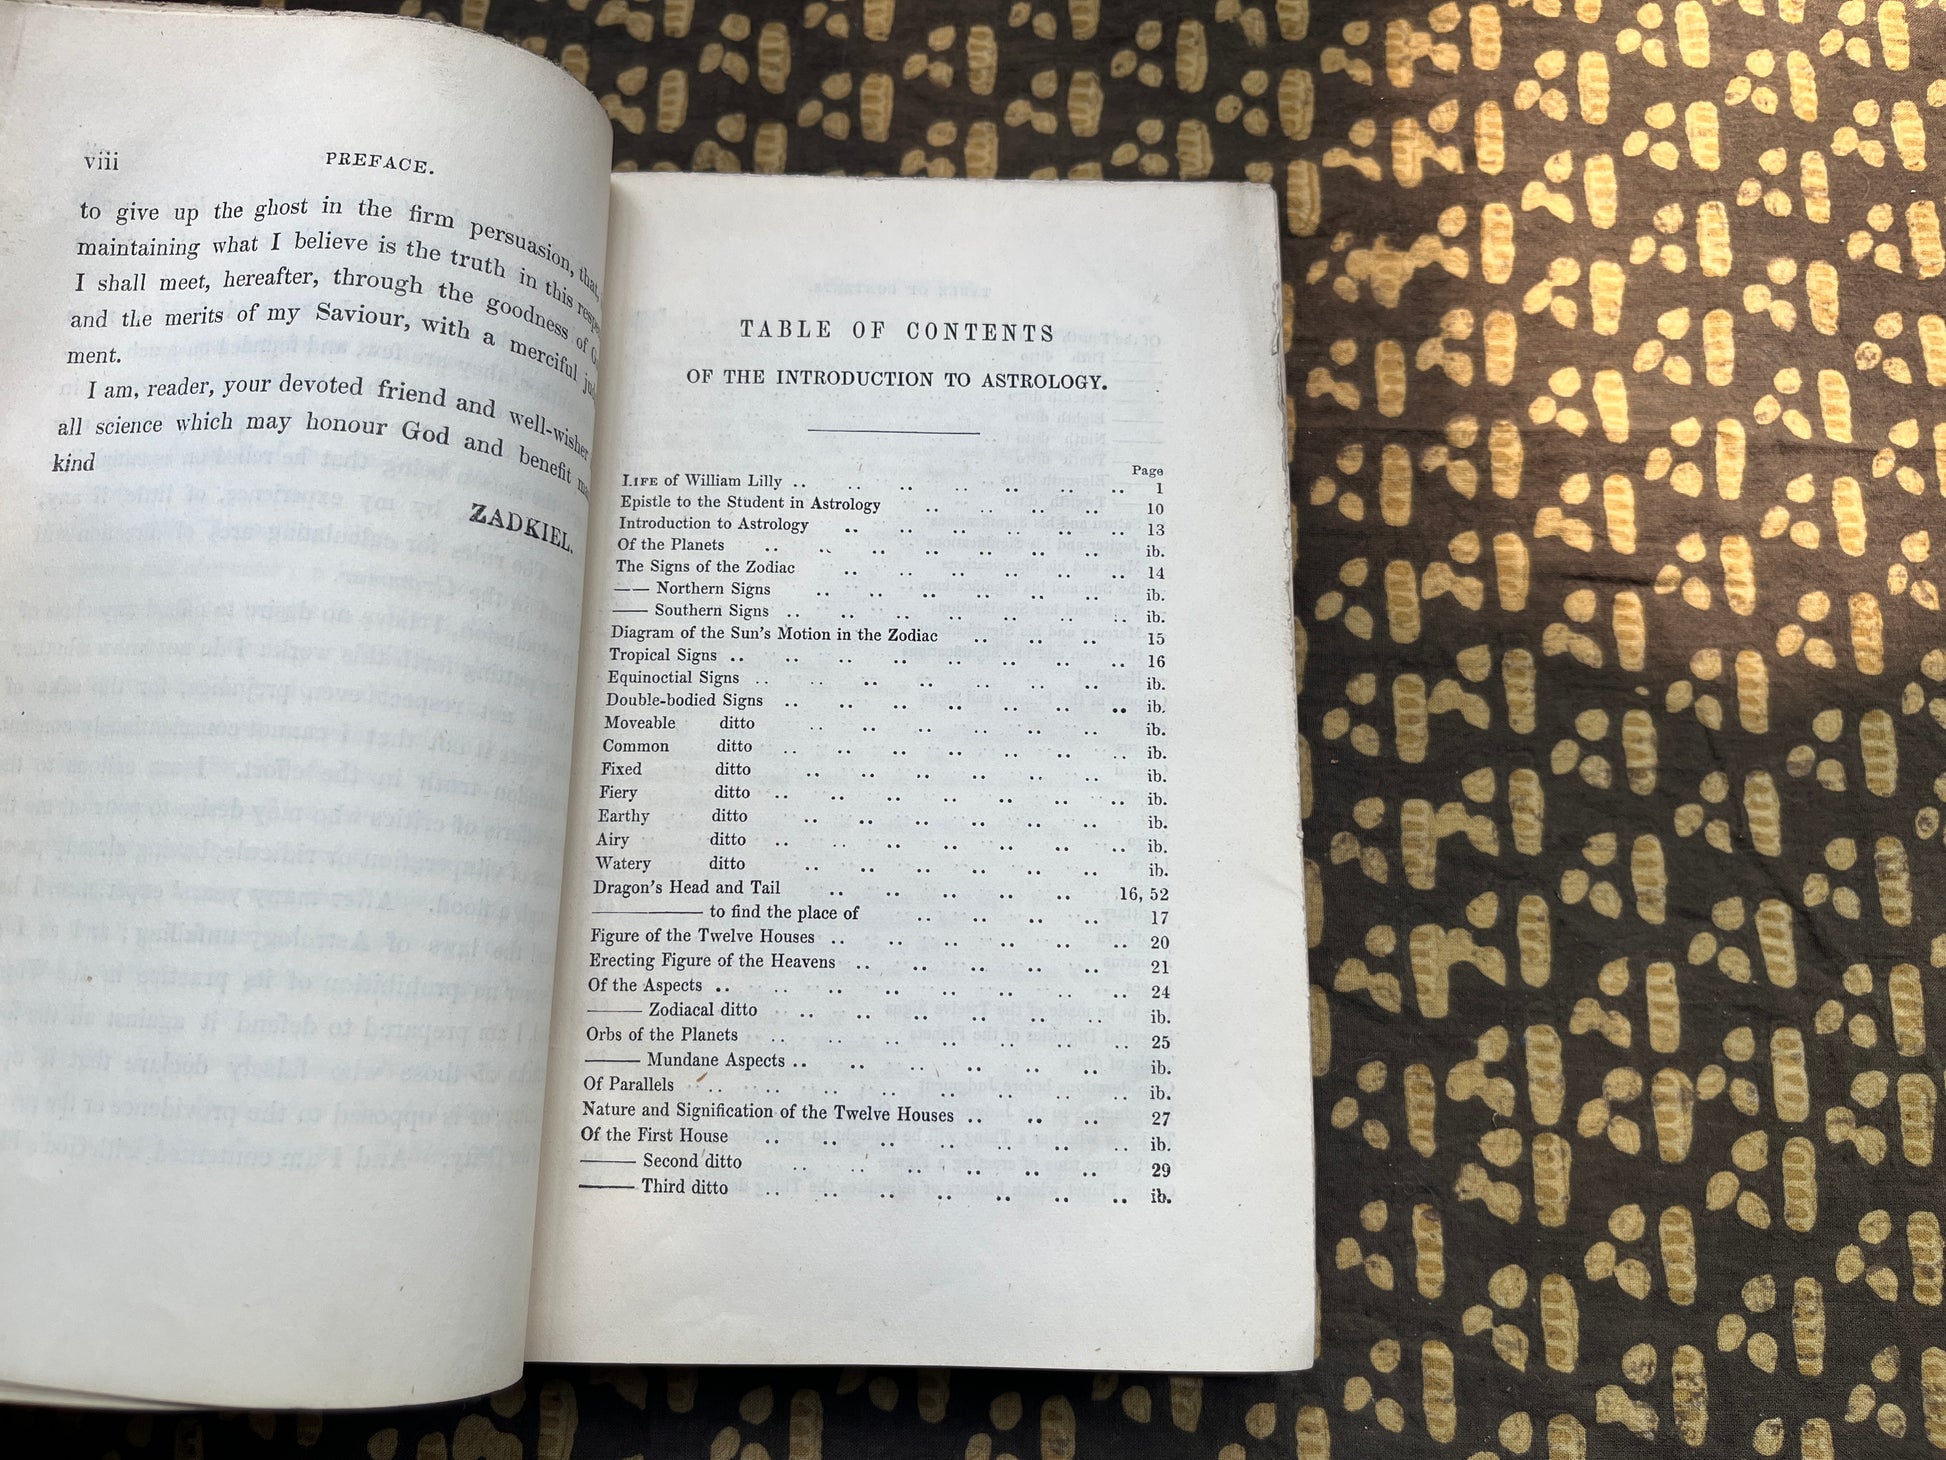 viii PREFACE.
to give up the ghost in the firm persuasion, that,
maintaining what I believe is the truth in this
I shall meet, hereafter, through the goodness of
and the merits of my Saviour, with a merciful
ment.
I am, reader, your devoted friend and well-wisher
all science which may honour God and benefit
kind
ZADKIEL.
TABLE OF CONTENTS
OF THE INTRODUCTION TO ASTROLOGY.
Page
LIFE of William Lilly .. .. .. .. .. .. .. 1
Epistle to the Student in Astrology .. .. .. .. 10
Introduction to Astrology .. .. .. .. .. .. 13
Of the Planets .. .. .. .. .. .. .. ib.
The Signs of the Zodiac .. .. .. .. .. .. 14
—— Northern Signs .. .. .. .. .. .. ib.
—— Southern Signs .. .. .. .. .. .. .. ib.
Diagram of the Sun's Motion in the Zodiac .. .. .. 15
Tropical Signs .. .. .. .. .. .. .. .. 16
Equinoctial Signs .. .. .. .. .. .. .. ib.
Double-bodied Signs .. .. .. .. .. .. .. ib.
Moveable ditto .. .. .. .. .. .. ib.
Common ditto .. .. .. .. .. .. .. ib.
Fixed ditto .. .. .. .. .. .. ib.
Fiery ditto .. .. .. .. .. .. .. ib.
Earthy ditto .. .. .. .. .. .. ib.
Airy ditto .. .. .. .. .. .. .. ib.
Watery ditto .. .. .. .. .. .. ib.
Dragon's Head and Tail .. .. .. .. .. 16, 52
———— to find the place of .. .. .. .. 17
Figure of the Twelve Houses .. .. .. .. .. .. 20
Erecting Figure of the Heavens .. .. .. .. .. 21
Of the Aspects .. .. .. .. .. .. .. .. 24
—— Zodiacal ditto .. .. .. .. .. .. ib.
Orbs of the Planets .. .. .. .. .. .. .. 25
—— Mundane Aspects .. .. .. .. .. .. ib.
Of Parallels .. .. .. .. .. .. .. .. ib.
Nature and Signification of the Twelve Houses .. .. .. 27
Of the First House .. .. .. .. .. .. .. ib.
—— Second ditto .. .. .. .. .. 29
—— Third ditto .. .. .. .. .. .. .. ib.